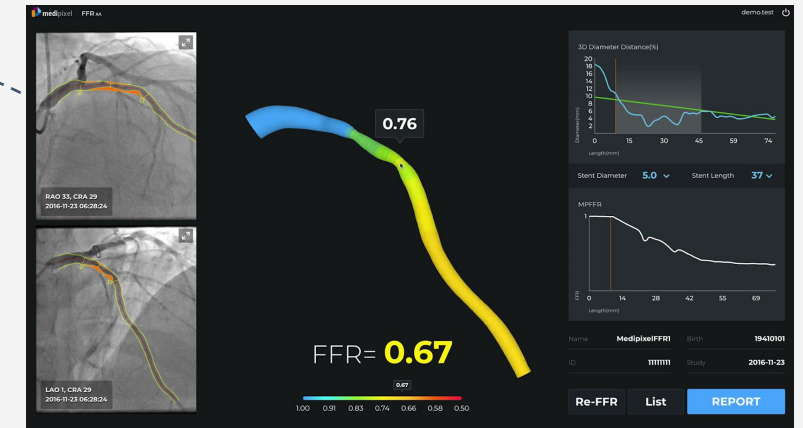 medipixel FFR XA
demo.test
RAO 33, CRA 29
2016-11-23 06:28:24
LAO 1, CRA 29
2016-11-23 06:28:24
0.76
FFR= 0.67
0.67
1.00 0.91 0.83 0.74 0.66 0.58 0.50
3D Diameter Distance(%)
20
18
16
14
12
10
8
6
4
2
Diameter(mm)
0 15 30 45 59 74
Length(mm)
Stent Diameter 5.0 Stent Length 37
MPFFR
1
FFR
0 14 28 42 55 69
Length(mm)
Name MedipixelFFR1 Birth 19410101
ID 11111111 Study 2016-11-23
Re-FFR List REPORT